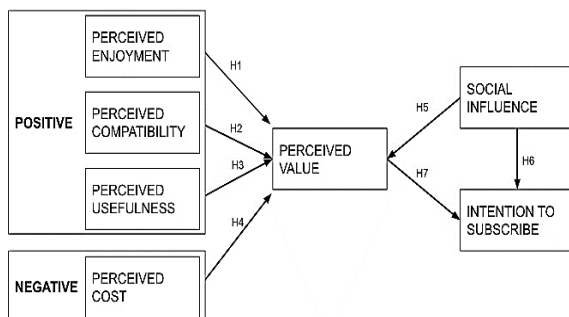 PERCEIVED
ENJOYMENT
H1
POSITIVE
PERCEIVED
COMPATIBILITY
H2
PERCEIVED
USEFULNESS
H3
NEGATIVE
PERCEIVED
COST
H4
PERCEIVED
VALUE
H5
SOCIAL
INFLUENCE
H6
H7
INTENTION TO
SUBSCRIBE